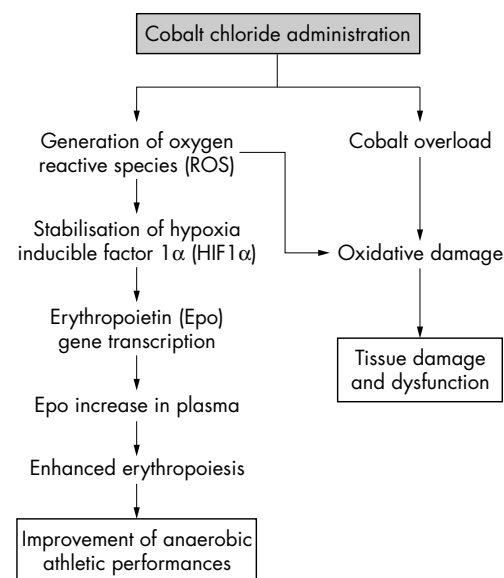 Cobalt chloride administration
Generation of oxygen
reactive species (ROS)
Cobalt overload
Stabilisation of hypoxia
inducible factor 1α (HIF1α)
Oxidative damage
Erythropoietin (Epo)
gene transcription
Tissue damage
and dysfunction
Epo increase in plasma
Enhanced erythropoiesis
Improvement of anaerobic
athletic performances